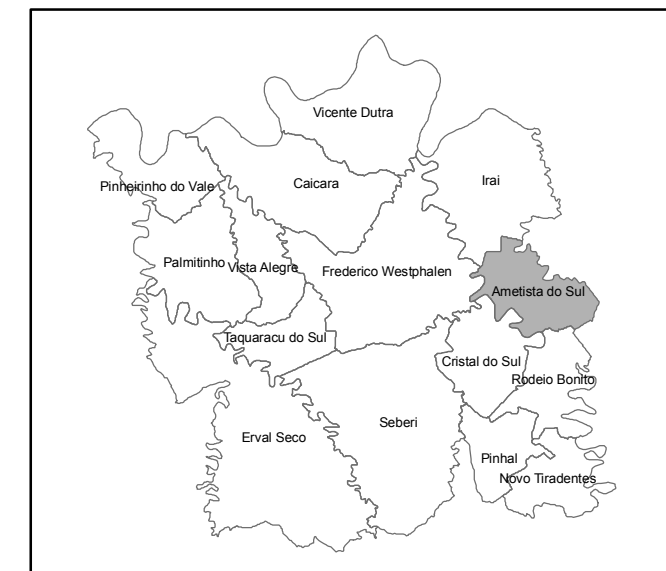 Vicente Dutra
Pinheirinho do Vale
Caicara
Irai
Palmitinho
Vista Alegre
Frederico Westphalen
Ametista do Sul
Taquaracu do Sul
Cristal do Sul
Rodeio Bonito
Erval Seco
Seberi
Pinhal
Novo Tiradentes